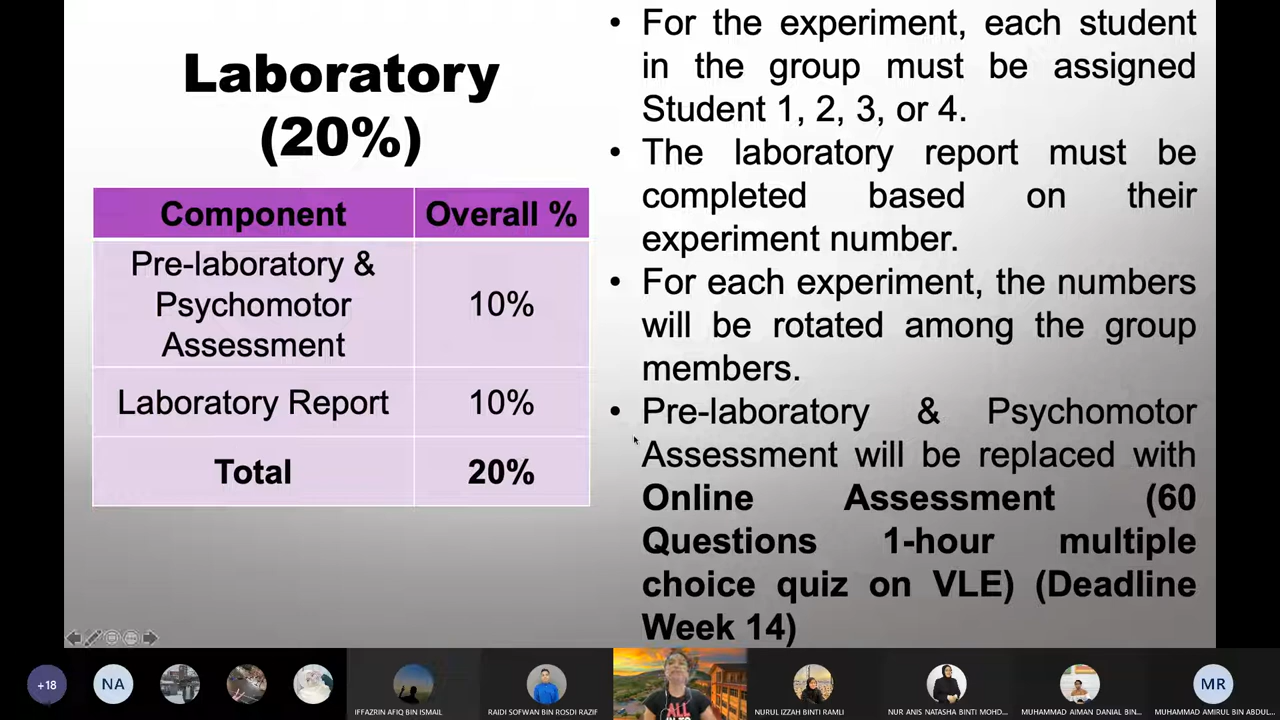 Laboratory
(20%)
Component Overall %
Pre-laboratory &
Psychomotor
Assessment
10%
Laboratory Report 10%
Total 20%
• For the experiment, each student
in the group must be assigned
Student 1, 2, 3, or 4.
• The laboratory report must be
completed based on their
experiment number.
• For each experiment, the numbers
will be rotated among the group
members.
• Pre-laboratory & Psychomotor
Assessment will be replaced with
Online Assessment (60
Questions 1-hour multiple
choice quiz on VLE) (Deadline
Week 14)
+18
NA
IFFAZRIN AFIQ BIN ISMAIL
RAIDI SOFWAN BIN ROSDI RAZIF
ALL
NURUL IZZAH BINTI RAMLI
NUR ANIS NATASHA BINTI MOHD...
MUHAMMAD AIMAN DANIAL BIN...
MR
MUHAMMAD AMIRUL BIN ABDUL...